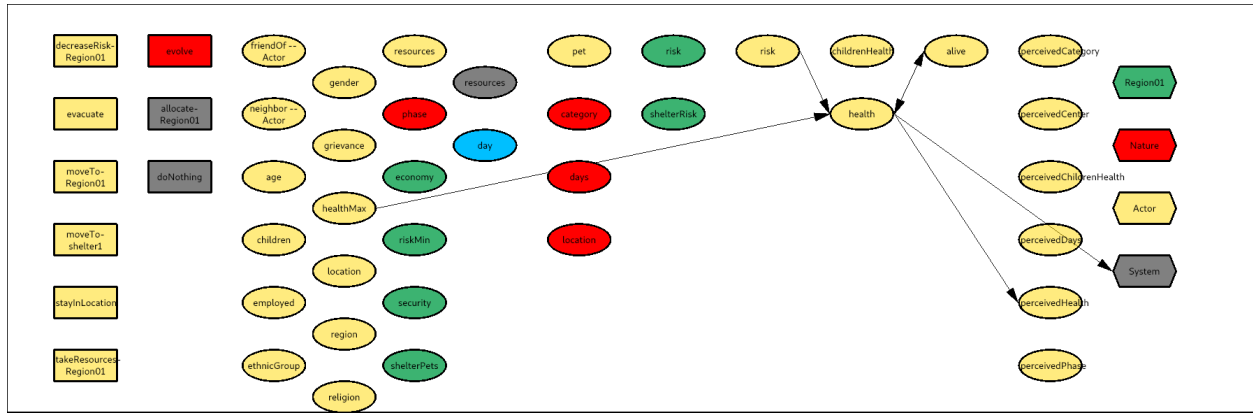 decreaseRisk-
Region01
evolve
friendOf --
Actor
resources
pet
risk
risk
childrenHealth
alive
perceivedCategory
gender
resources
Region01
evacuate
allocate-
Region01
neighbor --
Actor
phase
category
shelterRisk
health
perceivedCenter
grievance
day
Nature
moveTo-
Region01
doNothing
age
economy
days
perceivedChildrenHealth
healthMax
Actor
moveTo-
shelter1
children
riskMin
location
perceivedDays
location
System
stayInLocation
employed
security
perceivedHealth
region
takeResources-
Region01
ethnicGroup
shelterPets
perceivedPhase
religion